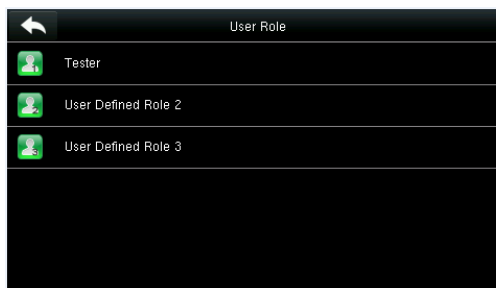 User Role
Tester
User Defined Role 2
User Defined Role 3